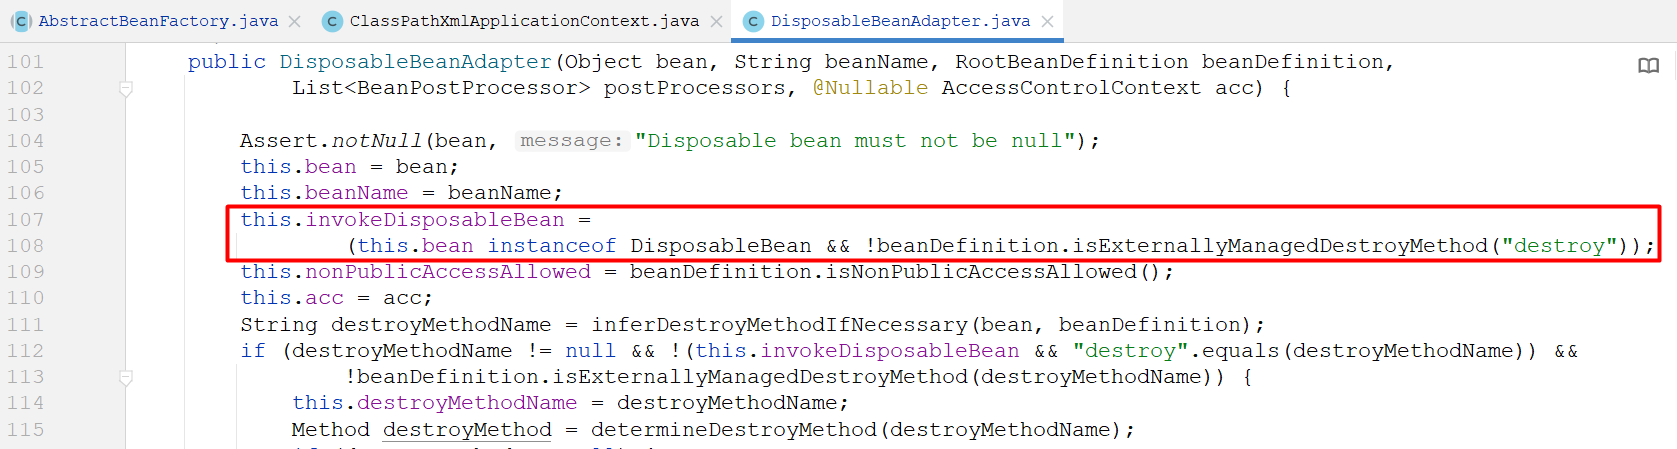 AbstractBeanFactory.java ClassPathXmlApplicationContext.java DisposableBeanAdapter.java
101 public DisposableBeanAdapter(Object bean, String beanName, RootBeanDefinition beanDefinition,
102 List<BeanPostProcessor> postProcessors, @Nullable AccessControlContext acc) {
103
104 Assert.notNull(bean, message: "Disposable bean must not be null");
105 this.bean = bean;
106 this.beanName = beanName;
107 this.invokeDisposableBean =
108 (this.bean instanceof DisposableBean && !beanDefinition.isExternallyManagedDestroyMethod("destroy"));
109 this.nonPublicAccessAllowed = beanDefinition.isNonPublicAccessAllowed();
110 this.acc = acc;
111 String destroyMethodName = inferDestroyMethodIfNecessary(bean, beanDefinition);
112 if (destroyMethodName != null && !(this.invokeDisposableBean && "destroy".equals(destroyMethodName)) &&
113 !beanDefinition.isExternallyManagedDestroyMethod(destroyMethodName)) {
114 this.destroyMethodName = destroyMethodName;
115 Method destroyMethod = determineDestroyMethod(destroyMethodName);